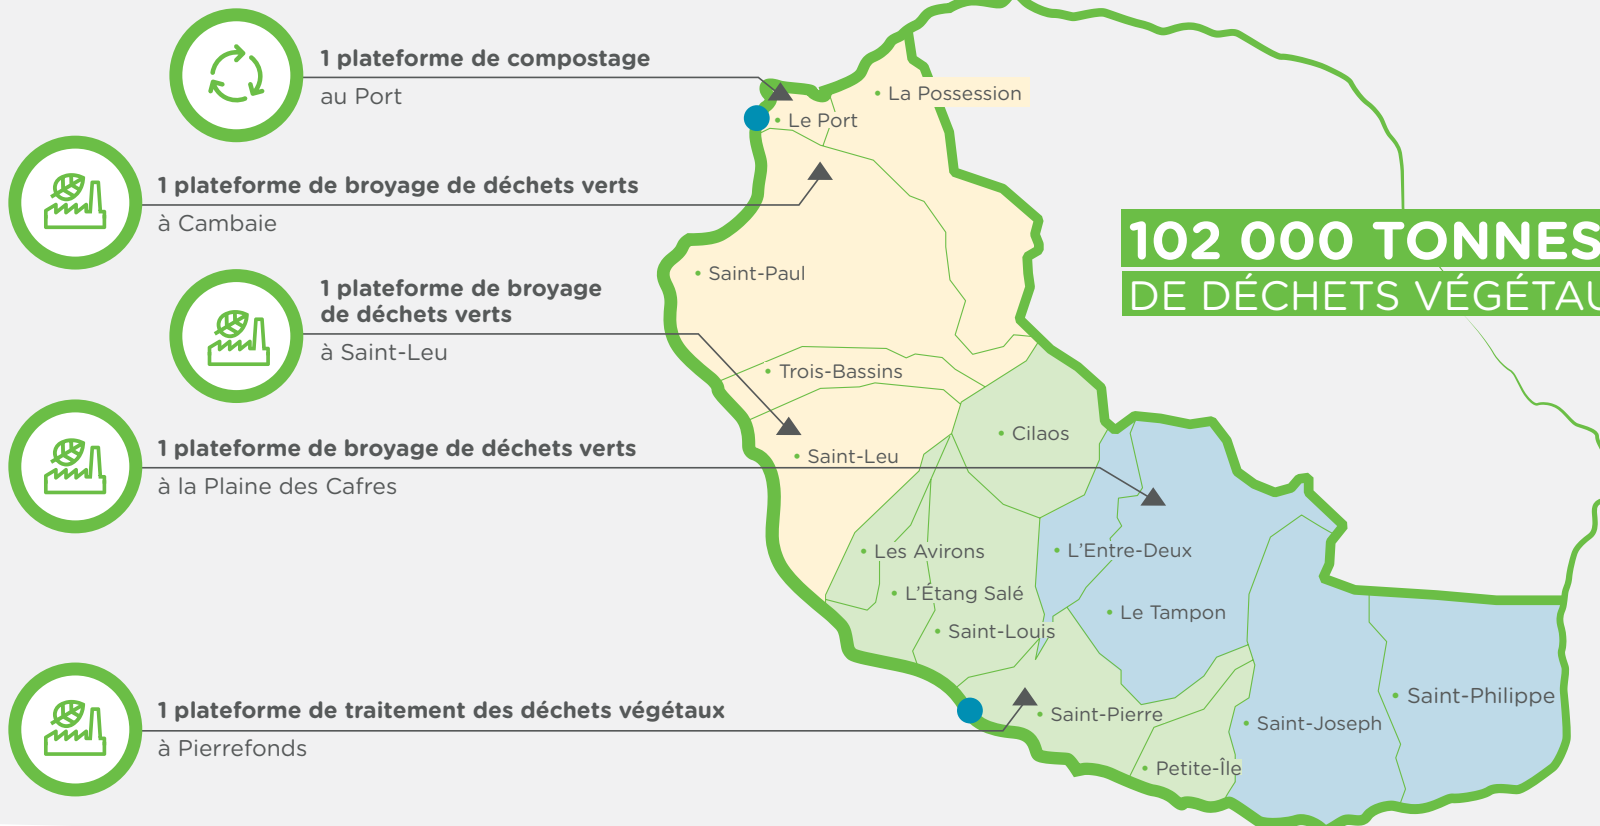 1 plateforme de compostage
au Port
1 plateforme de broyage de déchets verts
à Cambaie
1 plateforme de broyage
de déchets verts
à Saint-Leu
1 plateforme de broyage de déchets verts
à la Plaine des Cafres
1 plateforme de traitement des déchets végétaux
à Pierrefonds
• La Possession
• Le Port
• Saint-Paul
• Trois-Bassins
• Saint-Leu
• Cilaos
• Les Avirons
• L'Entre-Deux
• L'Étang Salé
• Le Tampon
• Saint-Louis
• Saint-Pierre
• Saint-Joseph
• Saint-Philippe
• Petite-Île
102 000 TONNES
DE DÉCHETS VÉGÉTAU